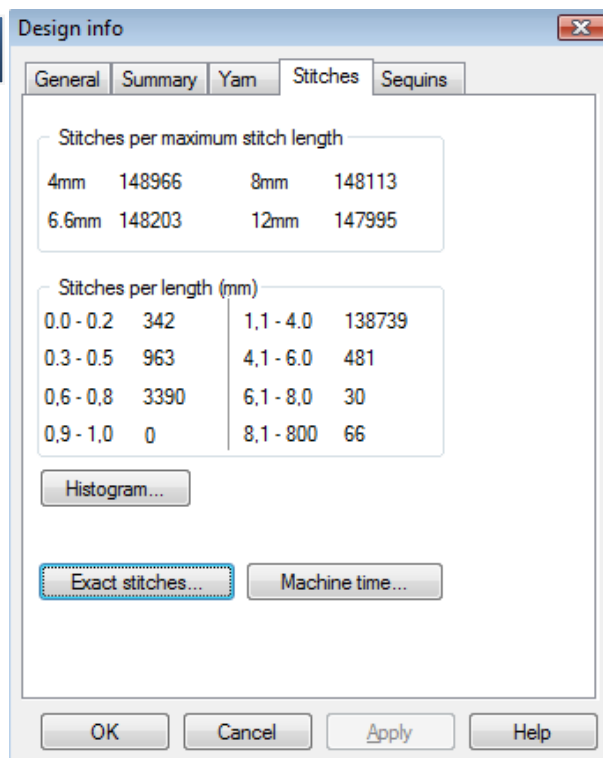 Design info
General Summary Yarn Stitches Sequins
Stitches per maximum stitch length
4mm 148966 8mm 148113
6.6mm 148203 12mm 147995
Stitches per length (mm)
0.0 - 0.2 342 1,1 - 4.0 138739
0.3 - 0.5 963 4,1 - 6.0 481
0,6 - 0,8 3390 6,1 - 8,0 30
0,9 - 1,0 0 8,1 - 800 66
Histogram...
Exact stitches... Machine time...
OK Cancel Apply Help